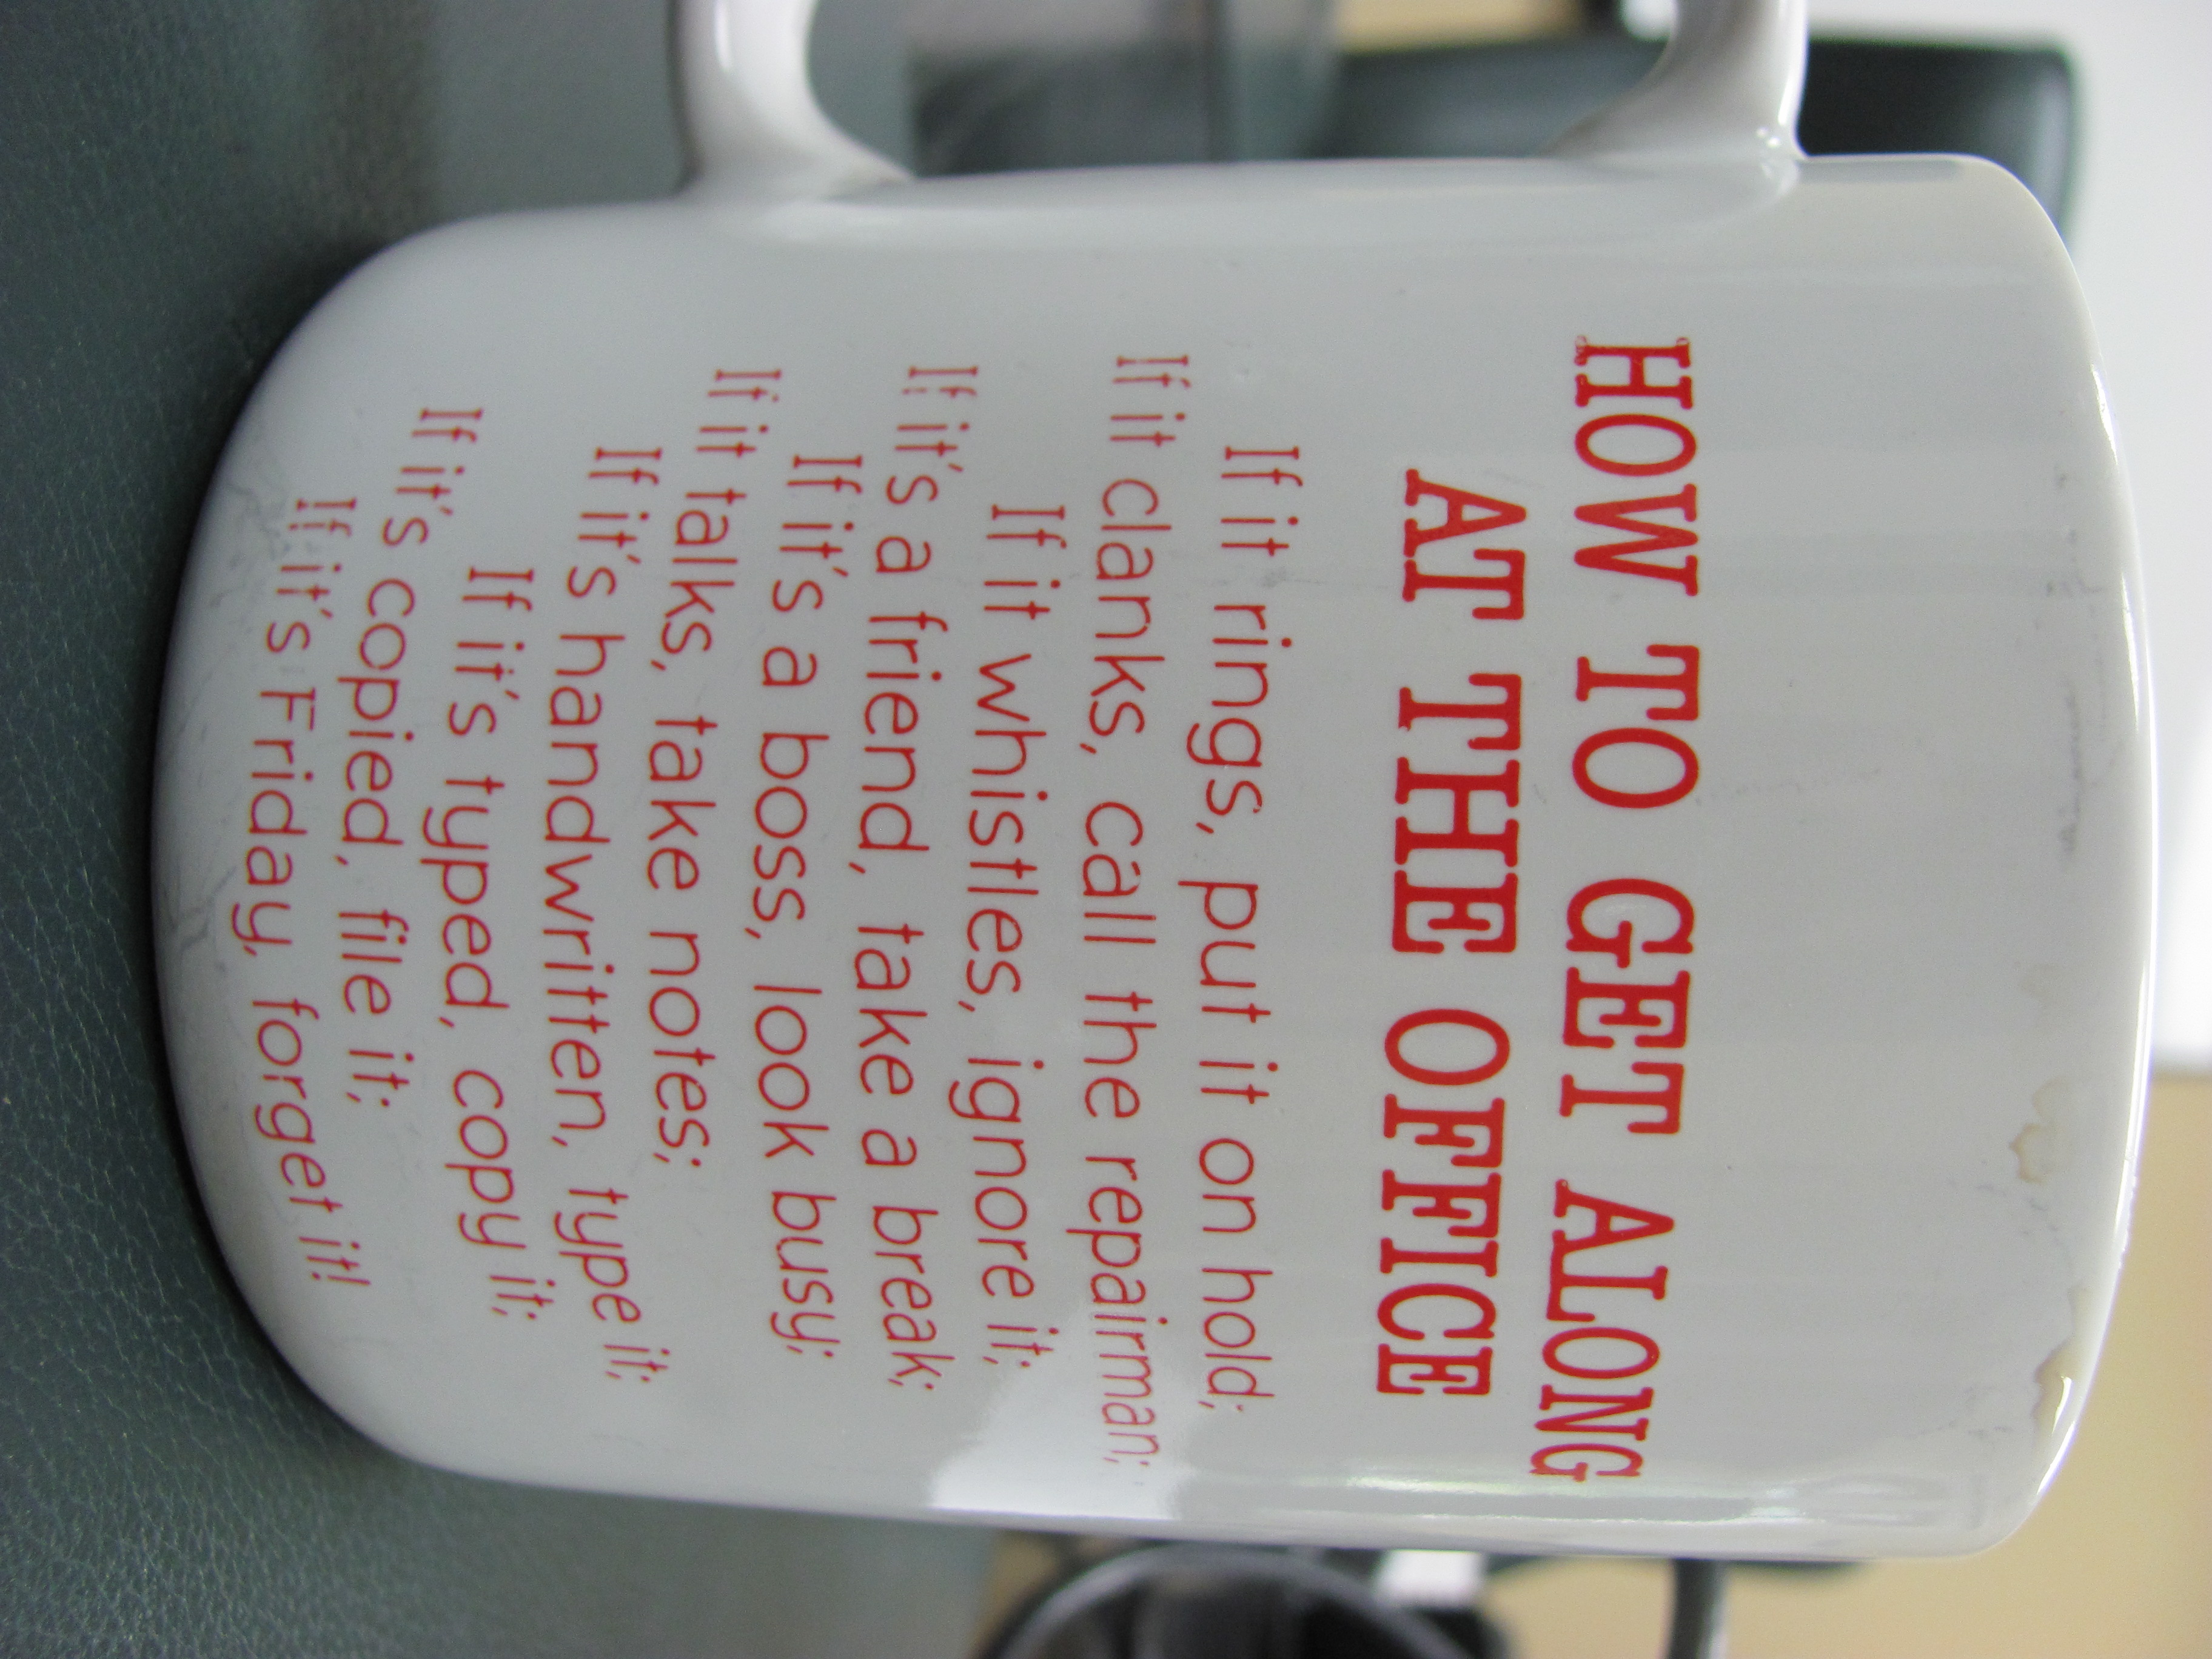 HOW TO GET ALONG
AT THE OFFICE
If it rings, put it on hold;
If it clanks, call the repairman;
If it whistles, ignore it;
If it's a friend, take a break;
If it's a boss, look busy;
If it talks, take notes;
If it's handwritten, type it;
If it's typed, copy it;
If it's copied, file it;
If it's Friday, forget it!